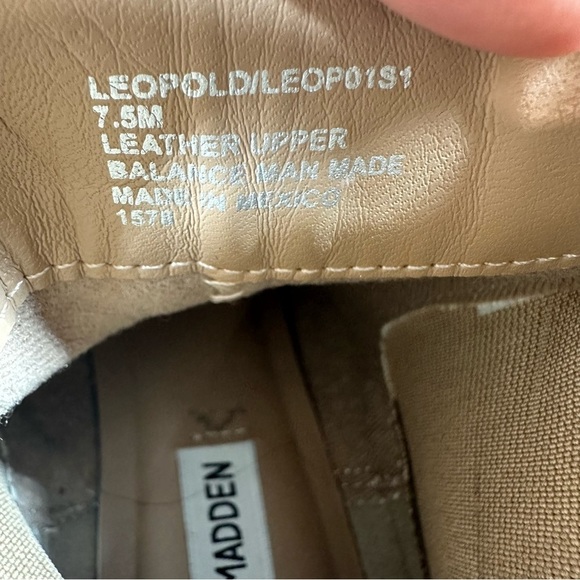 LEOPOLD/LEOP01S1
7.5M
LEATHER UPPER
BALANCE MAN MADE
MADE IN MEXICO
1578
MADDEN